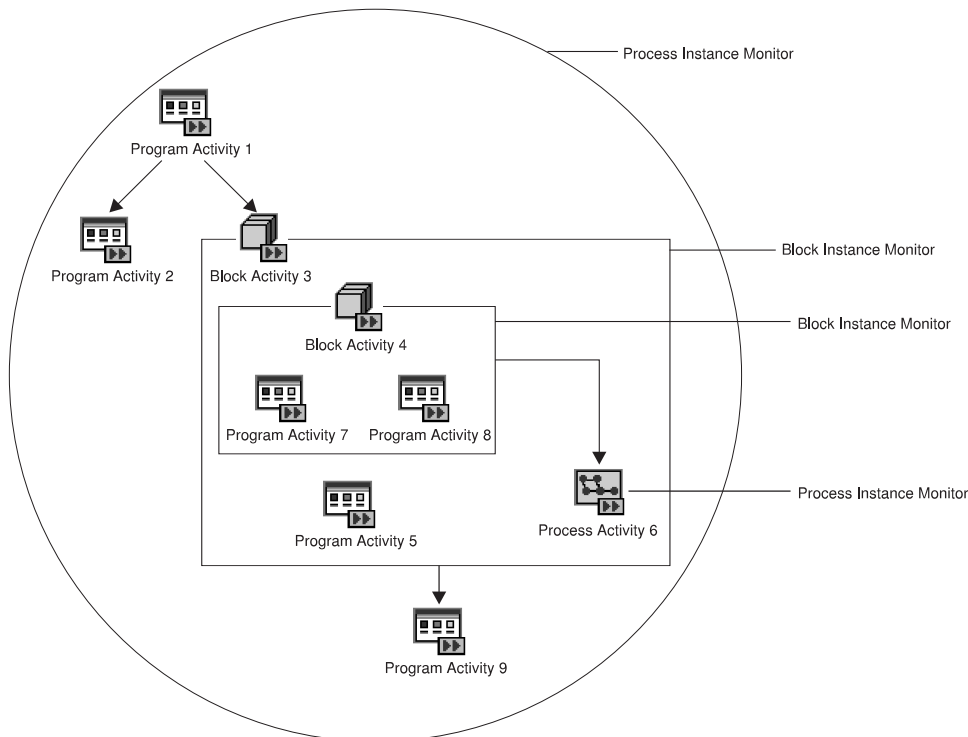 Process Instance Monitor
Program Activity 1
Program Activity 2
Block Activity 3
Block Instance Monitor
Block Activity 4
Block Instance Monitor
Program Activity 7
Program Activity 8
Process Instance Monitor
Program Activity 5
Process Activity 6
Program Activity 9